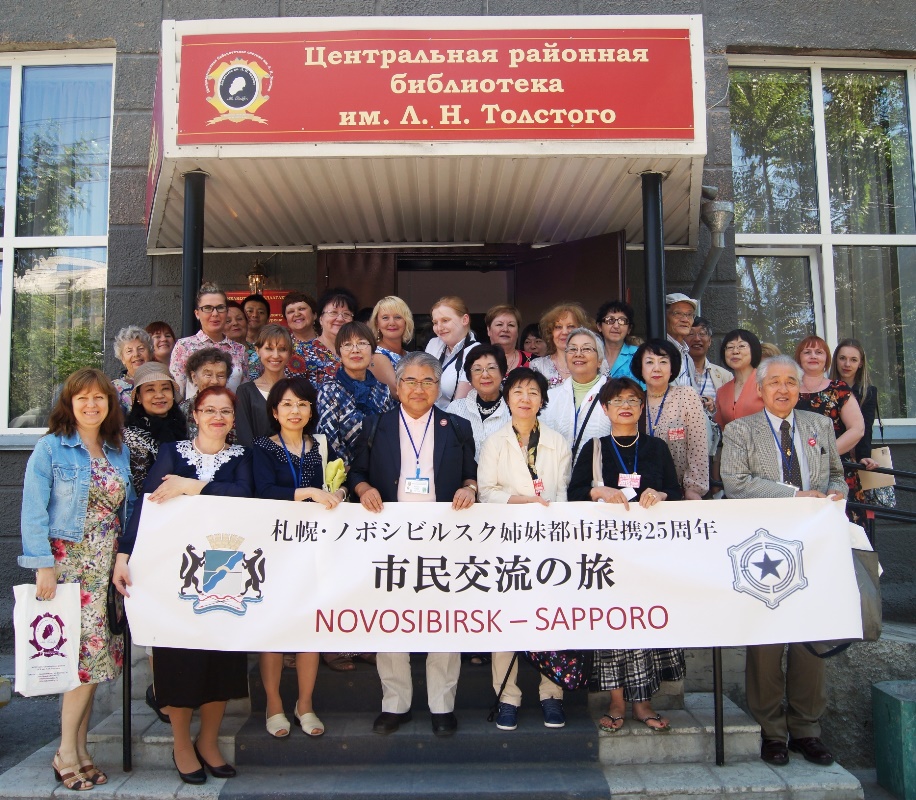 Центральная районная
библиотека
им. Л. Н. Толстого
札幌・ノボシビルスク姉妹都市提携25周年
市民交流の旅
NOVOSIBIRSK – SAPPORO